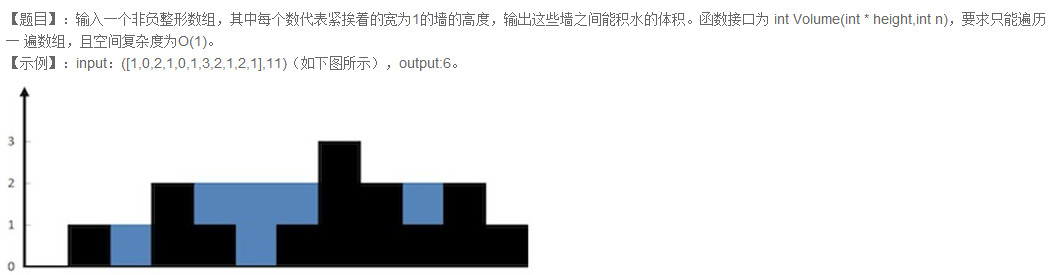 【题目】：输入一个非负整形数组，其中每个数代表紧挨着的宽为1的墙的高度，输出这些墙之间能积水的体积。函数接口为 int Volume(int * height,int n)，要求只能遍历
一 遍数组，且空间复杂度为O(1)。
【示例】：input：([1,0,2,1,0,1,3,2,1,2,1],11)（如下图所示），output:6。
3
2
1
0